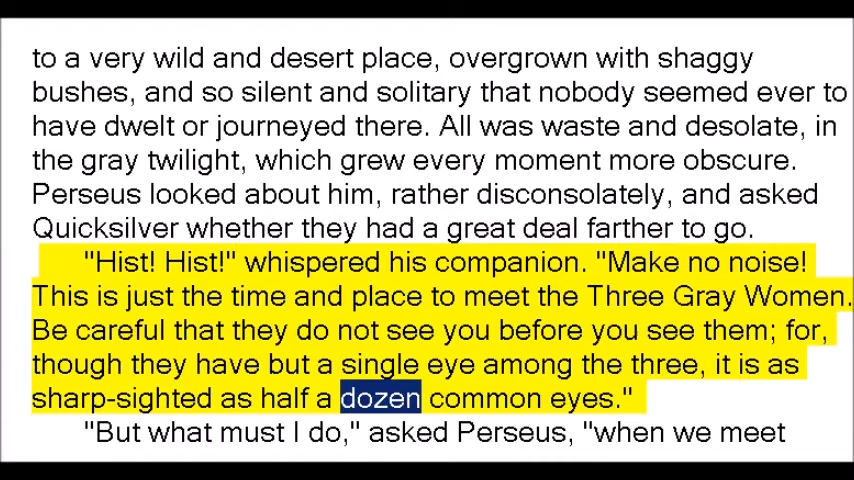 to a very wild and desert place, overgrown with shaggy
bushes, and so silent and solitary that nobody seemed ever to
have dwelt or journeyed there. All was waste and desolate, in
the gray twilight, which grew every moment more obscure.
Perseus looked about him, rather disconsolately, and asked
Quicksilver whether they had a great deal farther to go.
"Hist! Hist!" whispered his companion. "Make no noise!
This is just the time and place to meet the Three Gray Women.
Be careful that they do not see you before you see them; for,
though they have but a single eye among the three, it is as
sharp-sighted as half a dozen common eyes."
"But what must I do," asked Perseus, "when we meet